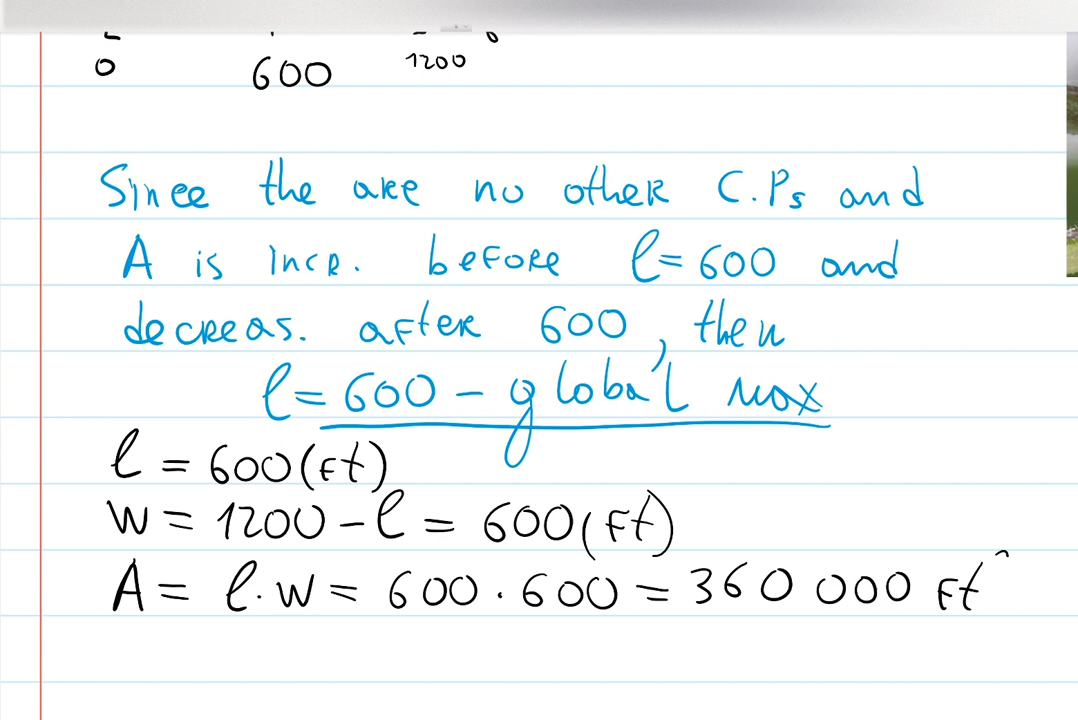 0 600 1200
Since the are no other C.Ps and
A is incr. before l = 600 and
decreas. after 600, then
l = 600 - global max
l = 600 (ft)
w = 1200 - l = 600 (ft)
A = l · w = 600 · 600 = 360 000 ft